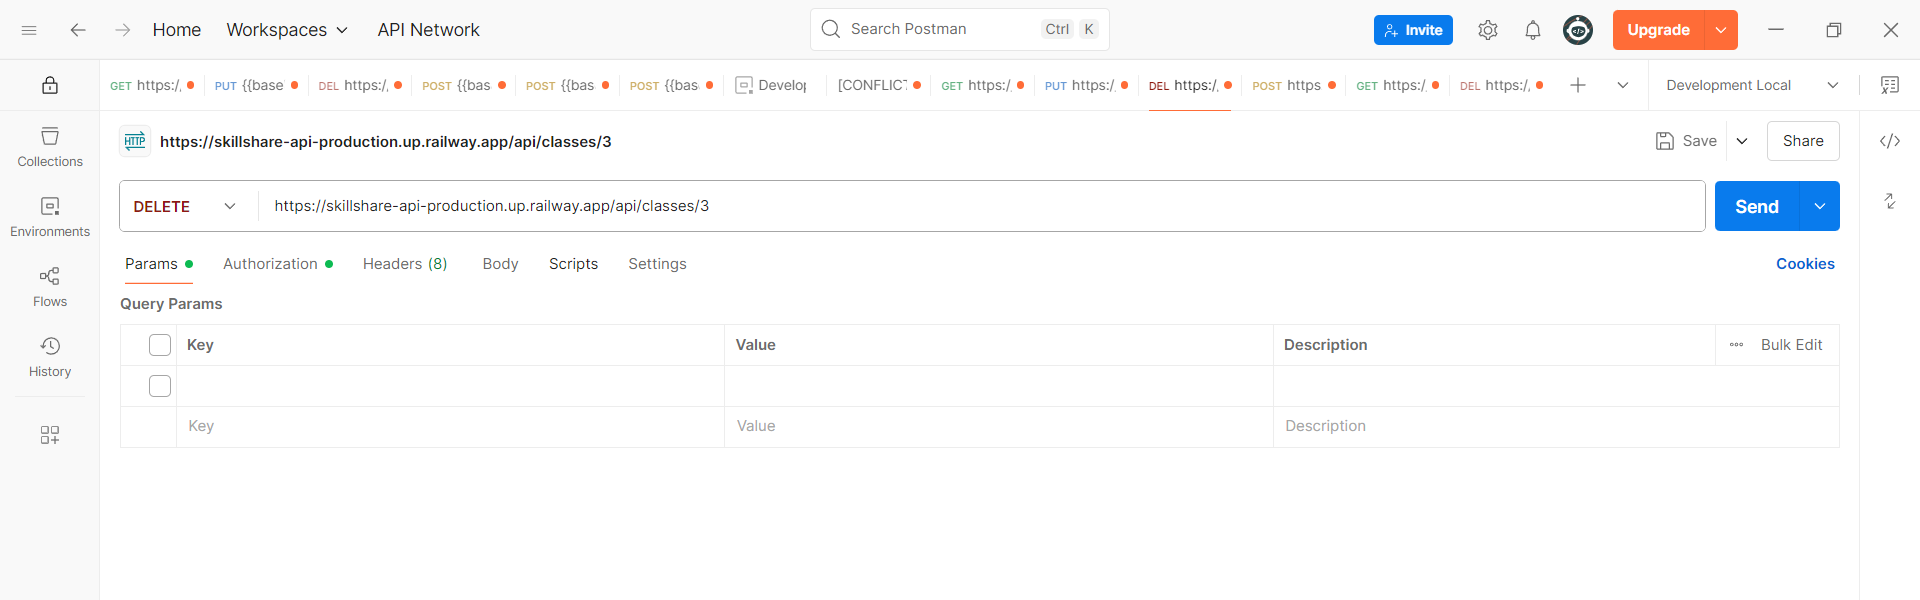 Home Workspaces API Network Search Postman Ctrl K Invite Upgrade
GET https:/, PUT {{base DEL https:/, POST {{bas POST {{bas POST {{bas Develop [CONFLICT GET https:/ PUT https:/ DEL https:/, POST https GET https:/ DEL https:/, Development Local
HTTP https://skillshare-api-production.up.railway.app/api/classes/3 Save Share
Collections
DELETE https://skillshare-api-production.up.railway.app/api/classes/3 Send
Environments
Params Authorization Headers (8) Body Scripts Settings Cookies
Flows
Query Params
Key Value Description Bulk Edit
History
Key Value Description